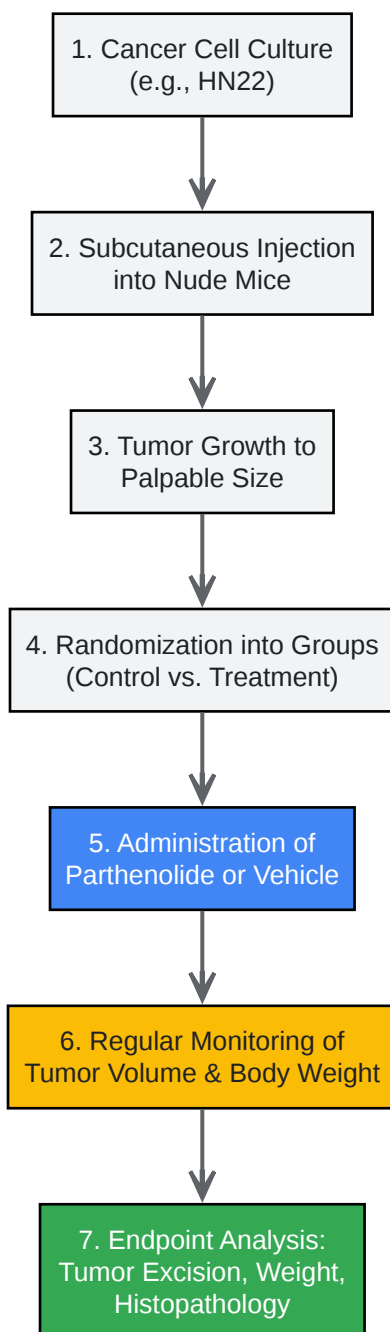 1. Cancer Cell Culture
(e.g., HN22)
2. Subcutaneous Injection
into Nude Mice
3. Tumor Growth to
Palpable Size
4. Randomization into Groups
(Control vs. Treatment)
5. Administration of
Parthenolide or Vehicle
6. Regular Monitoring of
Tumor Volume & Body Weight
7. Endpoint Analysis:
Tumor Excision, Weight,
Histopathology